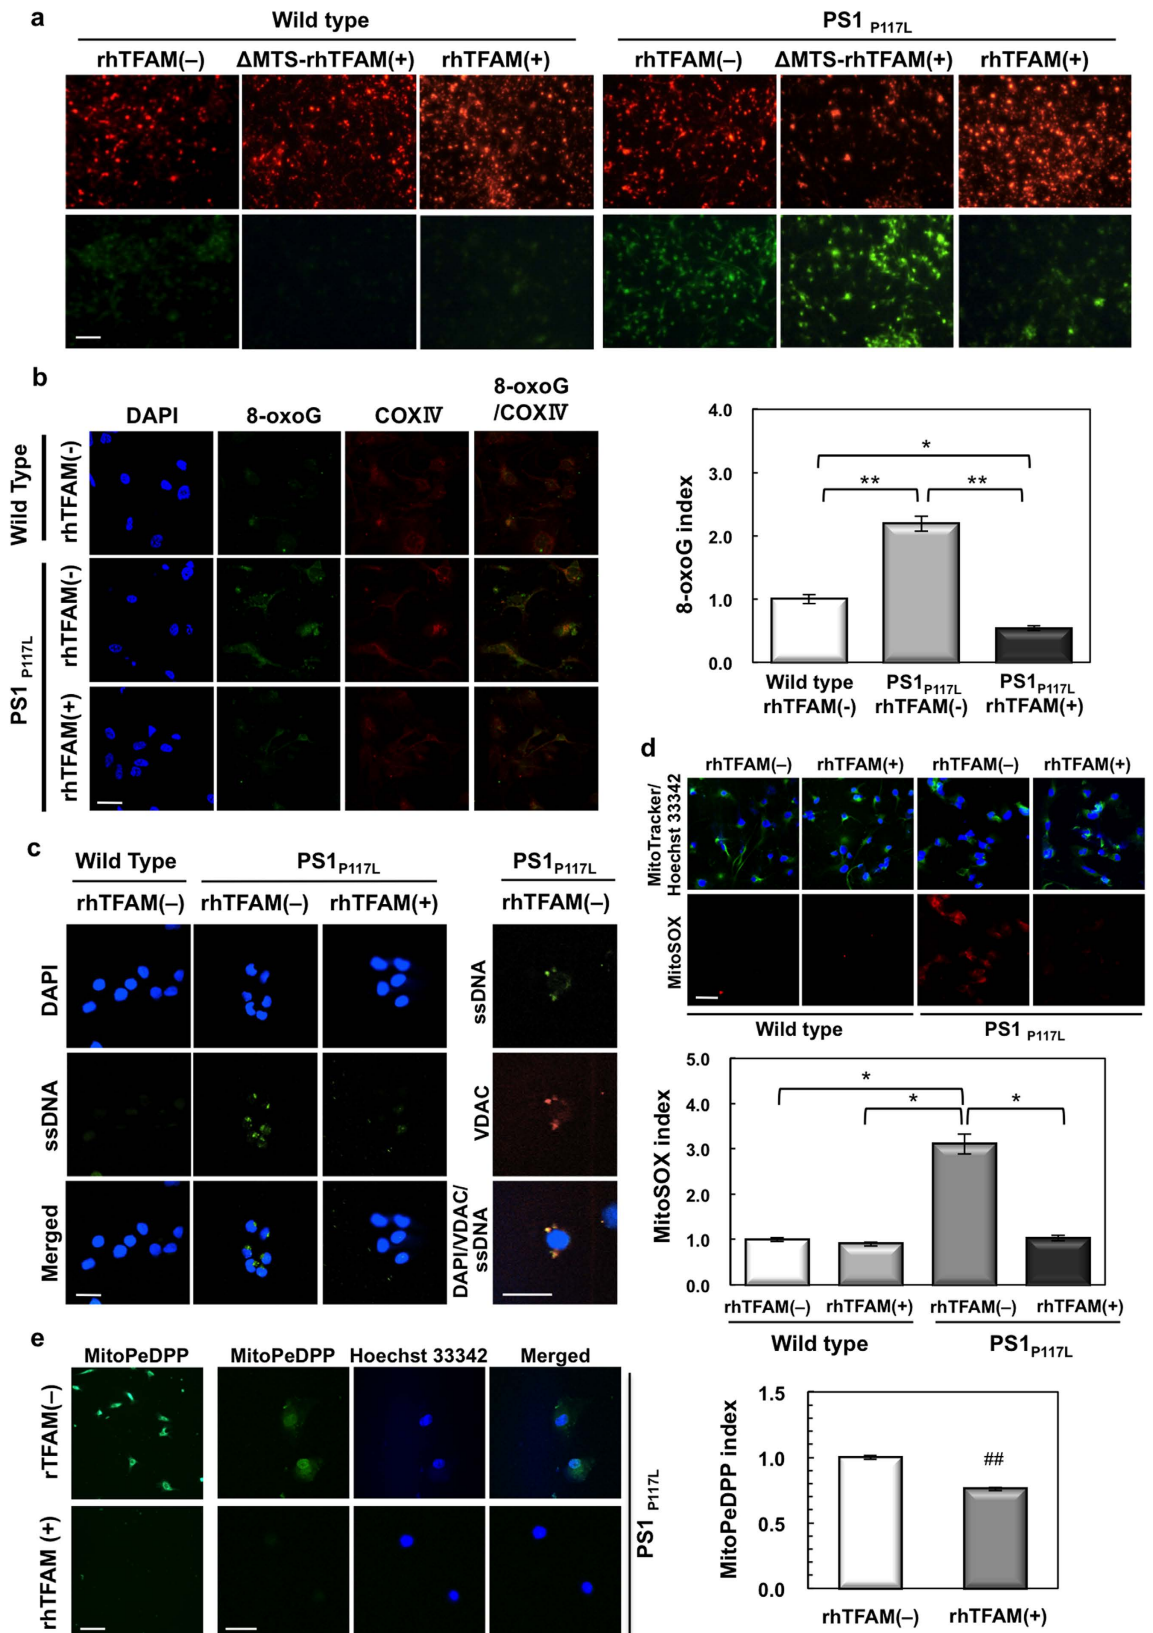 a
Wild type
PS1 P117L
rhTFAM(–)
ΔMTS-rhTFAM(+)
rhTFAM(+)
rhTFAM(–)
ΔMTS-rhTFAM(+)
rhTFAM(+)
b
DAPI
8-oxoG
COXⅣ
8-oxoG
/COXⅣ
Wild Type
rhTFAM(-)
PS1 P117L
rhTFAM(-)
rhTFAM(+)
8-oxoG index
4.0
3.0
2.0
1.0
0.0
*
**
**
Wild type
rhTFAM(-)
PS1P117L
rhTFAM(-)
PS1P117L
rhTFAM(+)
c
Wild Type
PS1P117L
PS1P117L
rhTFAM(–)
rhTFAM(–)
rhTFAM(+)
rhTFAM(–)
DAPI
ssDNA
Merged
ssDNA
VDAC
DAPI/VDAC/
ssDNA
d
rhTFAM(–)
rhTFAM(+)
rhTFAM(–)
rhTFAM(+)
MitoTracker/
Hoechst 33342
MitoSOX
Wild type
PS1 P117L
MitoSOX index
5.0
4.0
3.0
2.0
1.0
0.0
*
*
*
rhTFAM(–)
rhTFAM(+)
rhTFAM(–)
rhTFAM(+)
Wild type
PS1P117L
e
MitoPeDPP
MitoPeDPP
Hoechst 33342
Merged
rTFAM(–)
rhTFAM (+)
PS1 P117L
MitoPeDPP index
1.5
1.0
0.5
0.0
##
rhTFAM(–)
rhTFAM(+)